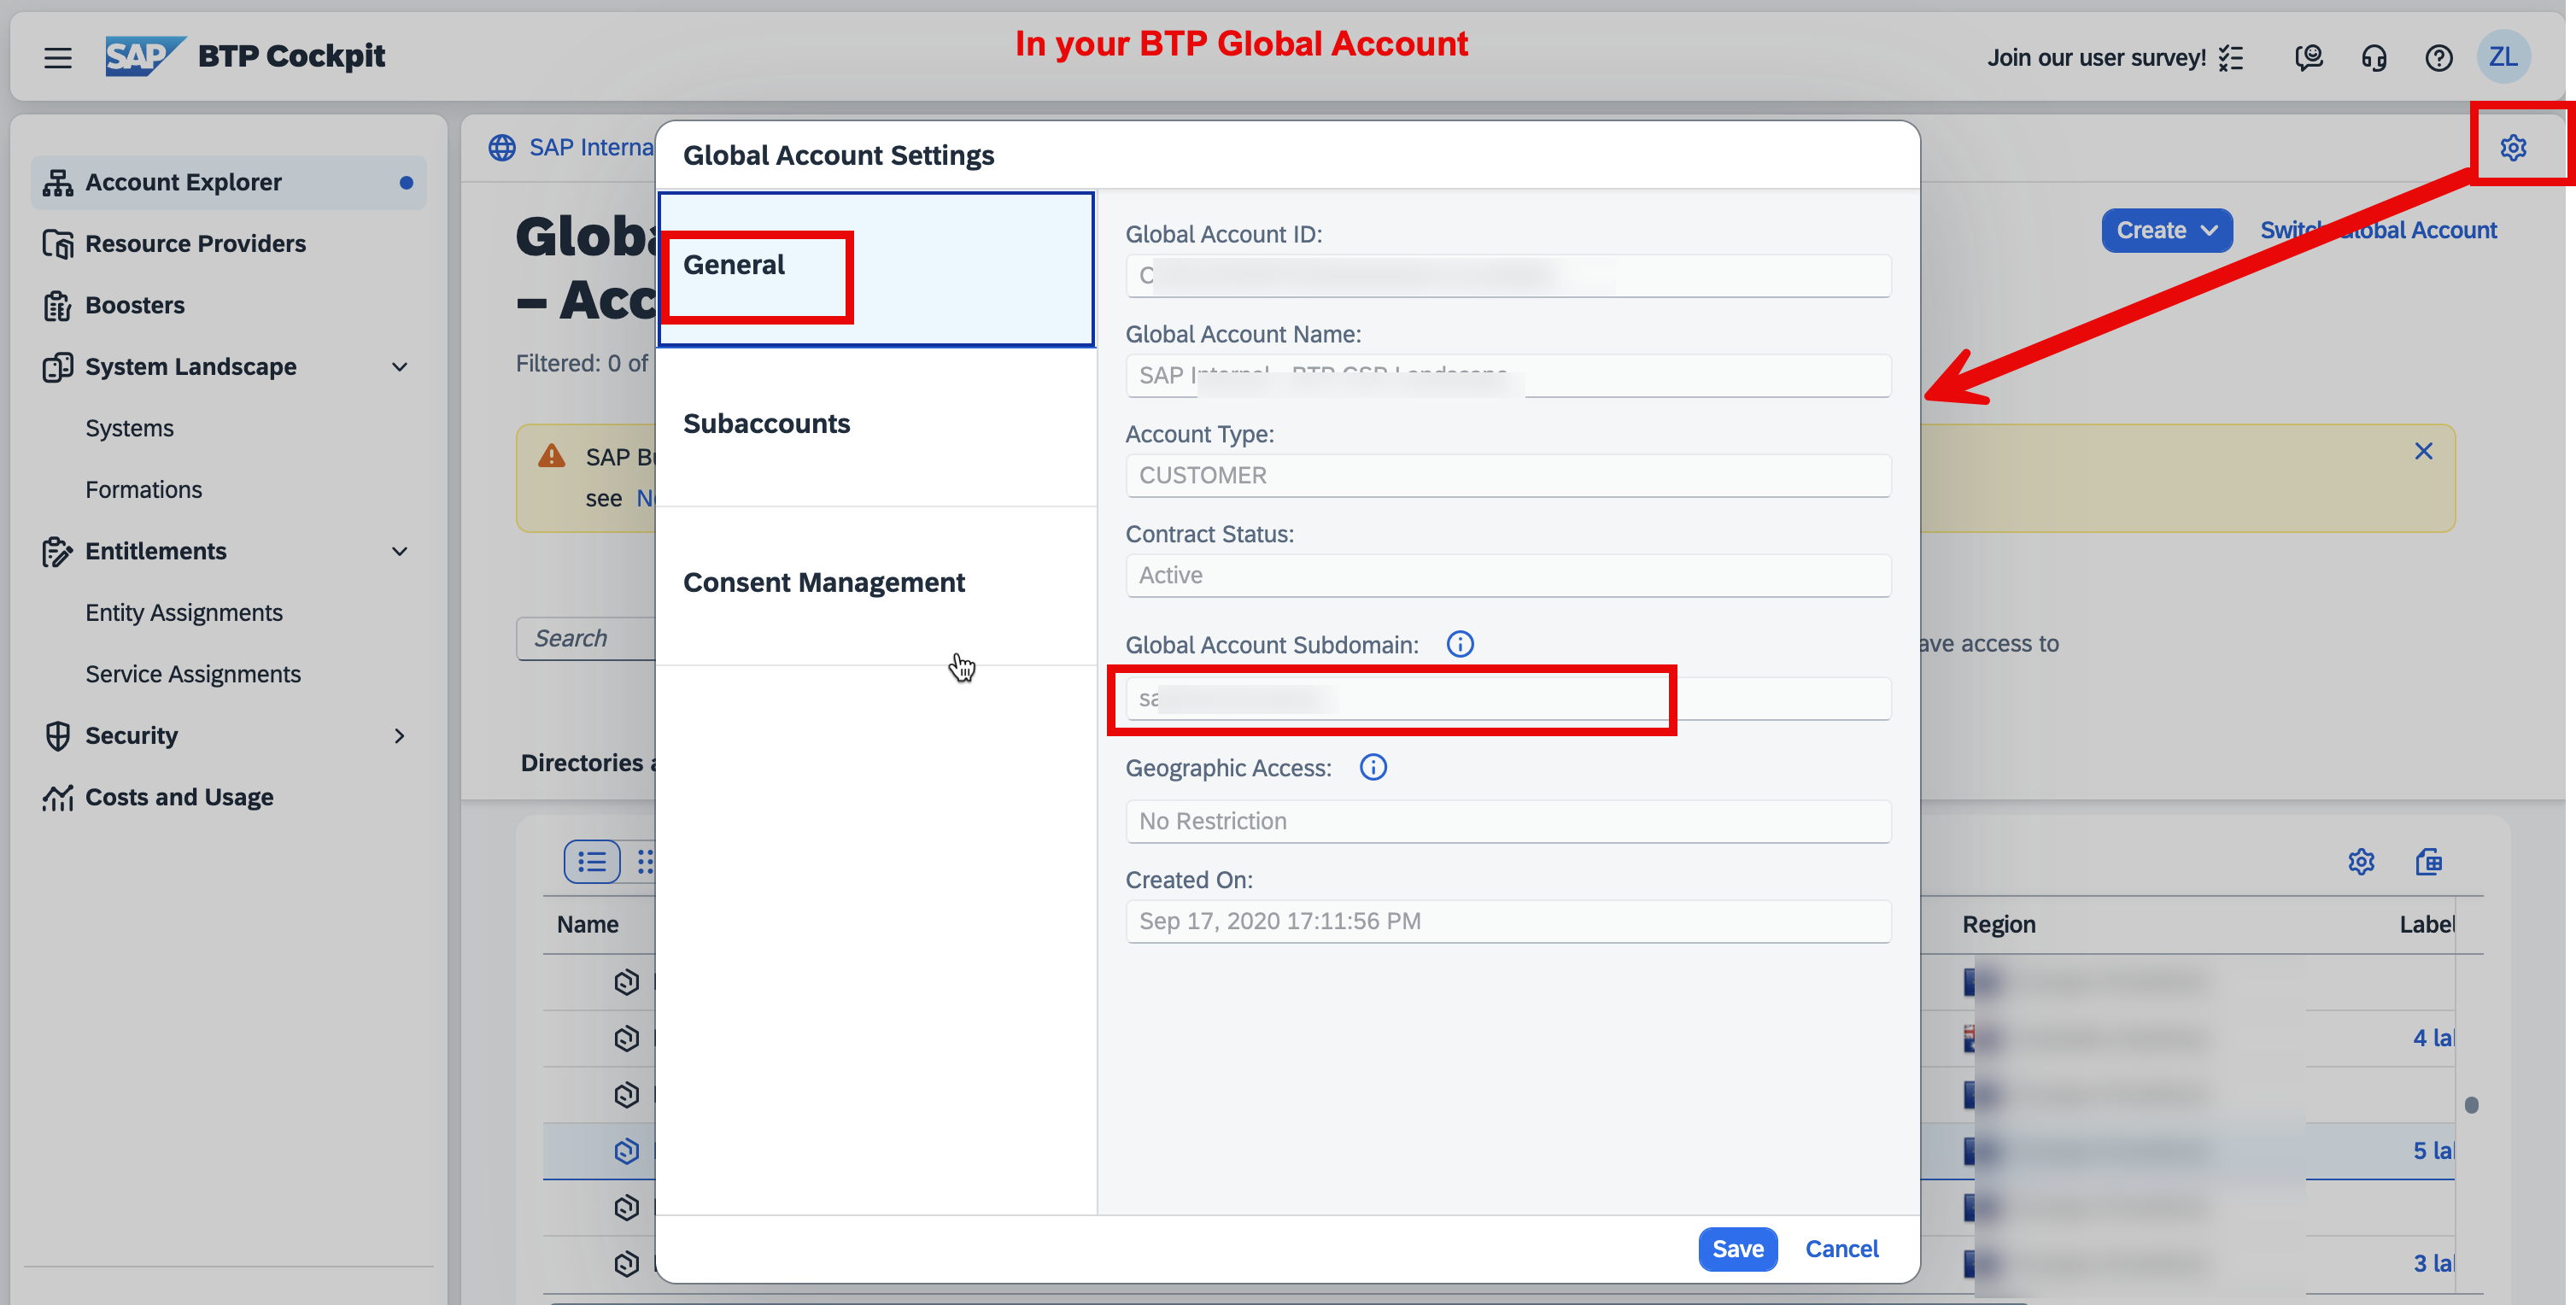 In your BTP Global Account
SAP BTP Cockpit
Join our user survey!
ZL
Account Explorer
Resource Providers
Boosters
System Landscape
Systems
Formations
Entitlements
Entity Assignments
Service Assignments
Security
Costs and Usage
SAP Interna
Create
Switch Global Account
– Acc
Filtered: 0 of
SAP
see
Search
ave access to
Directories
Name
Region
Label
4 la
5 la
3 la
Global Account Settings
General
Subaccounts
Consent Management
Global Account ID:
C
Global Account Name:
SAP Internal - BTP CSP Landscape
Account Type:
CUSTOMER
Contract Status:
Active
Global Account Subdomain:
sa
Geographic Access:
No Restriction
Created On:
Sep 17, 2020 17:11:56 PM
Save
Cancel